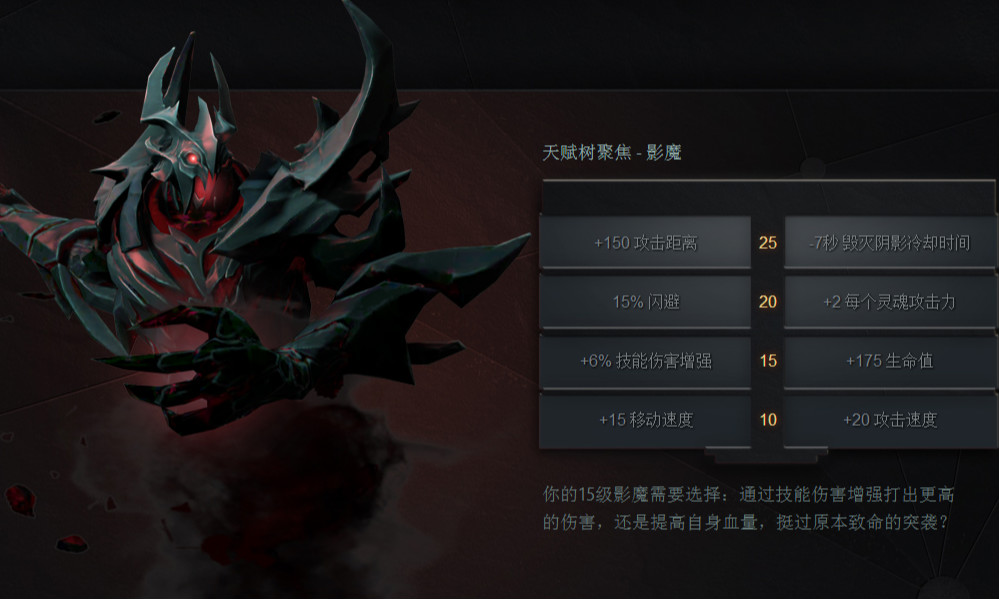 天赋树聚焦 - 影魔
+150 攻击距离 25 -7秒 毁灭阴影冷却时间
15% 闪避 20 +2 每个灵魂攻击力
+6% 技能伤害增强 15 +175 生命值
+15 移动速度 10 +20 攻击速度
你的15级影魔需要选择：通过技能伤害增强打出更高
的伤害，还是提高自身血量，挺过原本致命的突袭？